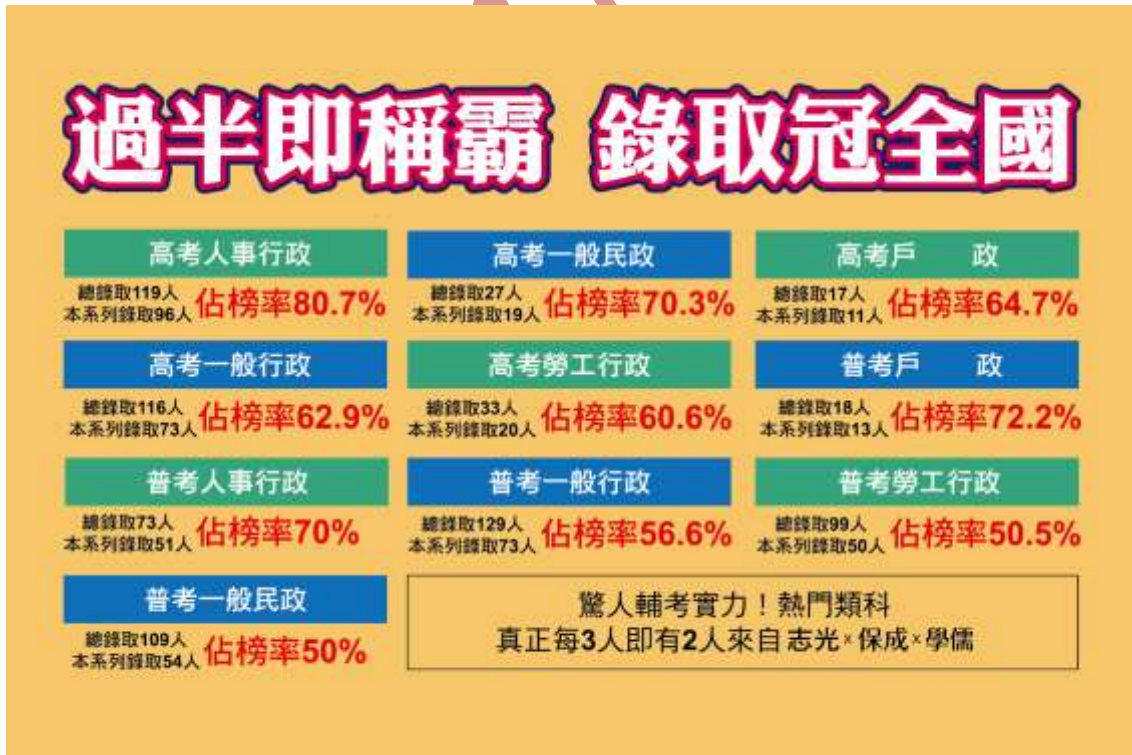 過半即稱霸 錄取冠全國
高考人事行政
總錄取119人
本系列錄取96人
佔榜率80.7%
高考一般民政
總錄取27人
本系列錄取19人
佔榜率70.3%
高考戶 政
總錄取17人
本系列錄取11人
佔榜率64.7%
高考一般行政
總錄取116人
本系列錄取73人
佔榜率62.9%
高考勞工行政
總錄取33人
本系列錄取20人
佔榜率60.6%
普考戶 政
總錄取18人
本系列錄取13人
佔榜率72.2%
普考人事行政
總錄取73人
本系列錄取51人
佔榜率70%
普考一般行政
總錄取129人
本系列錄取73人
佔榜率56.6%
普考勞工行政
總錄取99人
本系列錄取50人
佔榜率50.5%
普考一般民政
總錄取109人
本系列錄取54人
佔榜率50%
驚人輔考實力！熱門類科
真正每3人即有2人來自志光×保成×學儒